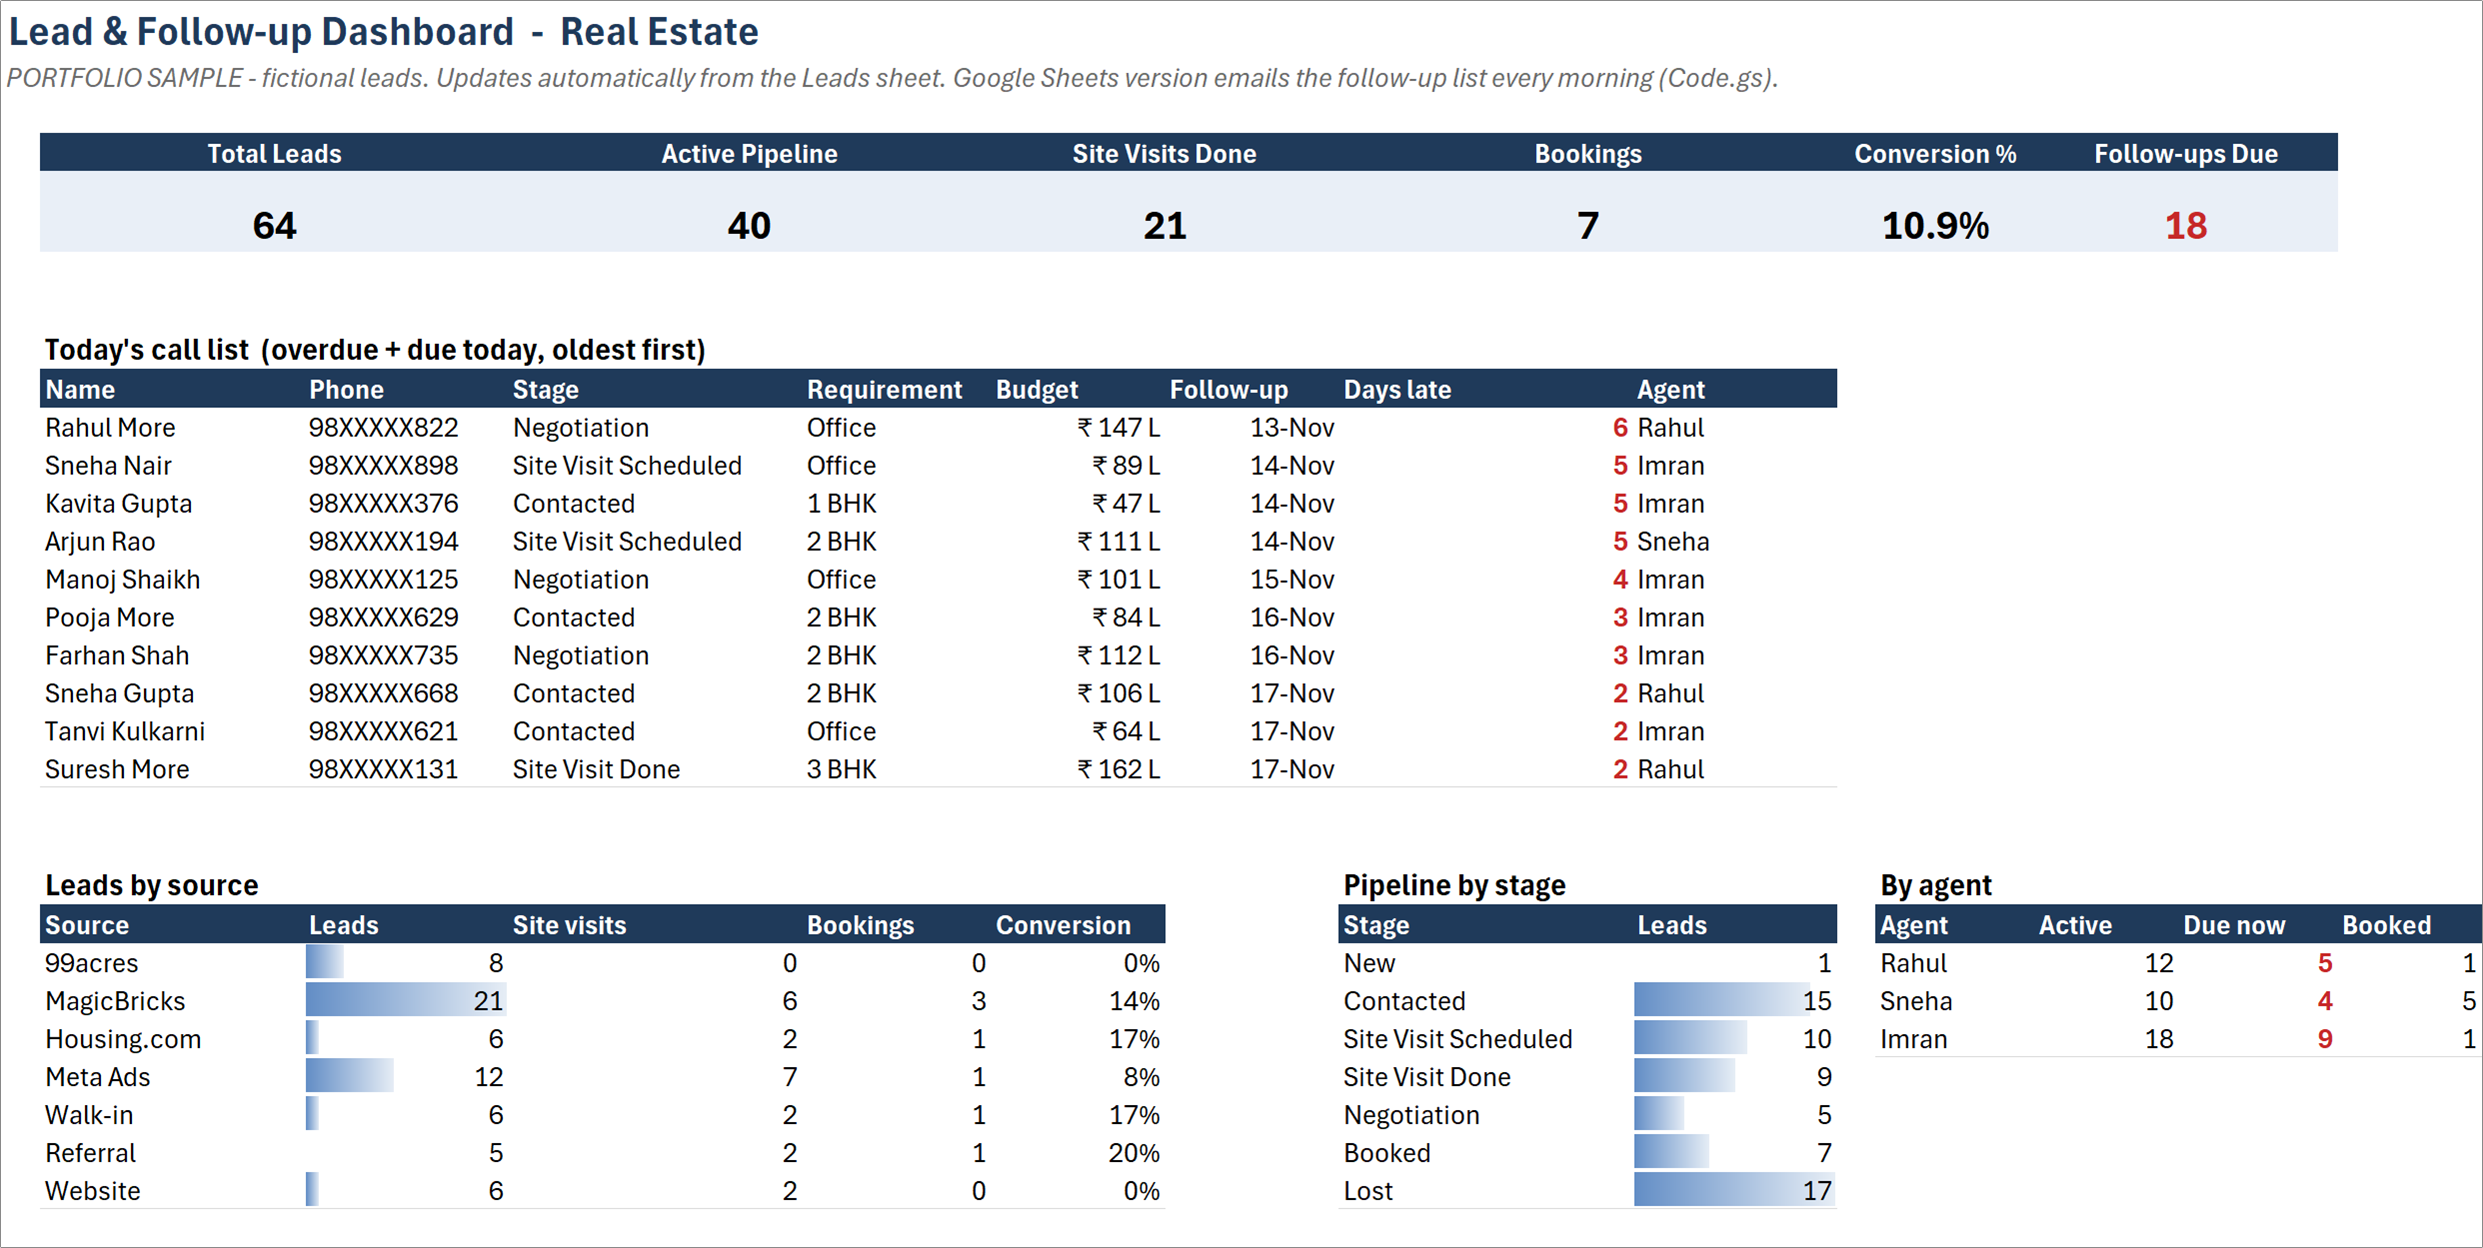 Lead & Follow-up Dashboard - Real Estate
PORTFOLIO SAMPLE - fictional leads. Updates automatically from the Leads sheet. Google Sheets version emails the follow-up list every morning (Code.gs).
Total Leads Active Pipeline Site Visits Done Bookings Conversion % Follow-ups Due
64 40 21 7 10.9% 18
Today's call list (overdue + due today, oldest first)
Name Phone Stage Requirement Budget Follow-up Days late Agent
Rahul More 98XXXXX822 Negotiation Office ₹ 147 L 13-Nov 6 Rahul
Sneha Nair 98XXXXX898 Site Visit Scheduled Office ₹ 89 L 14-Nov 5 Imran
Kavita Gupta 98XXXXX376 Contacted 1 BHK ₹ 47 L 14-Nov 5 Imran
Arjun Rao 98XXXXX194 Site Visit Scheduled 2 BHK ₹ 111 L 14-Nov 5 Sneha
Manoj Shaikh 98XXXXX125 Negotiation Office ₹ 101 L 15-Nov 4 Imran
Pooja More 98XXXXX629 Contacted 2 BHK ₹ 84 L 16-Nov 3 Imran
Farhan Shah 98XXXXX735 Negotiation 2 BHK ₹ 112 L 16-Nov 3 Imran
Sneha Gupta 98XXXXX668 Contacted 2 BHK ₹ 106 L 17-Nov 2 Rahul
Tanvi Kulkarni 98XXXXX621 Contacted Office ₹ 64 L 17-Nov 2 Imran
Suresh More 98XXXXX131 Site Visit Done 3 BHK ₹ 162 L 17-Nov 2 Rahul
Leads by source
Source Leads Site visits Bookings Conversion
99acres 8 0 0 0%
MagicBricks 21 6 3 14%
Housing.com 6 2 1 17%
Meta Ads 12 7 1 8%
Walk-in 6 2 1 17%
Referral 5 2 1 20%
Website 6 2 0 0%
Pipeline by stage
Stage Leads
New 1
Contacted 15
Site Visit Scheduled 10
Site Visit Done 9
Negotiation 5
Booked 7
Lost 17
By agent
Agent Active Due now Booked
Rahul 12 5 1
Sneha 10 4 5
Imran 18 9 1